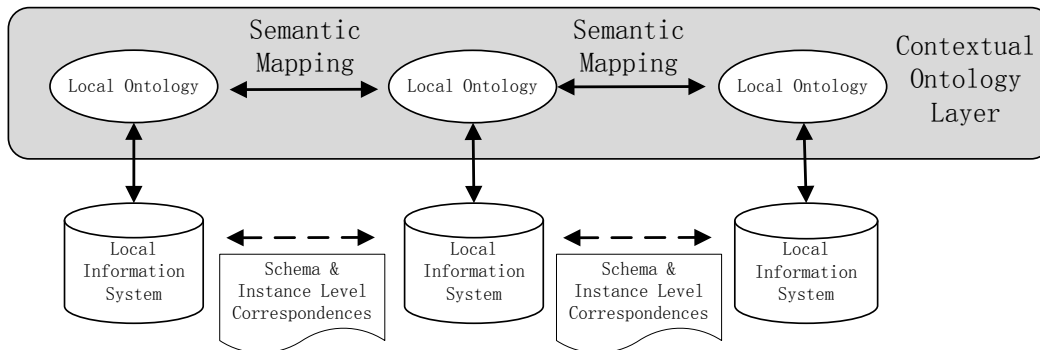 Semantic
Mapping
Semantic
Mapping
Contextual
Ontology
Layer
Local Ontology
Local Ontology
Local Ontology
Local
Information
System
Schema &
Instance Level
Correspondences
Local
Information
System
Schema &
Instance Level
Correspondences
Local
Information
System